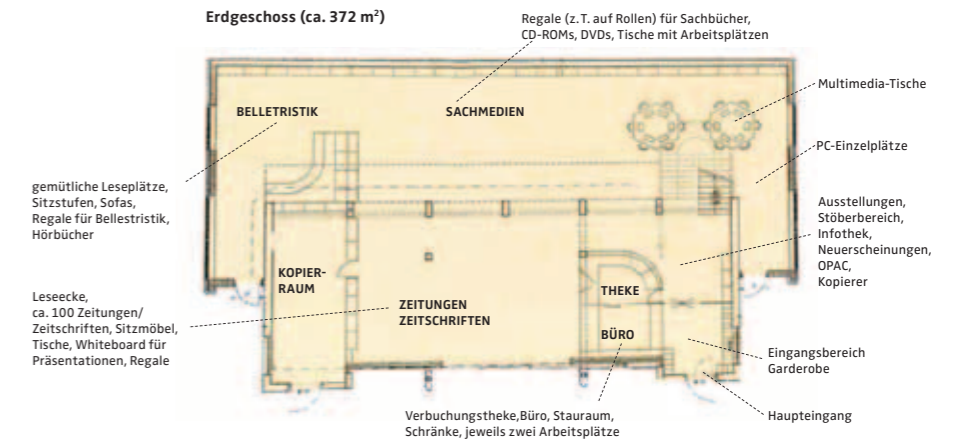 Erdgeschoss (ca. 372 m²)
Regale (z. T. auf Rollen) für Sachbücher,
CD-ROMs, DVDs, Tische mit Arbeitsplätzen
BELLETRISTIK
SACHMEDIEN
Multimedia-Tische
PC-Einzelplätze
gemütliche Leseplätze,
Sitzstufen, Sofas,
Regale für Bellestristik,
Hörbücher
Ausstellungen,
Stöberbereich,
Infothek,
Neuerscheinungen,
OPAC,
Kopierer
KOPIER-
RAUM
THEKE
Leseecke,
ca. 100 Zeitungen/
Zeitschriften, Sitzmöbel,
Tische, Whiteboard für
Präsentationen, Regale
ZEITUNGEN
ZEITSCHRIFTEN
BÜRO
Eingangsbereich
Garderobe
Verbuchungstheke,Büro, Stauraum,
Schränke, jeweils zwei Arbeitsplätze
Haupteingang